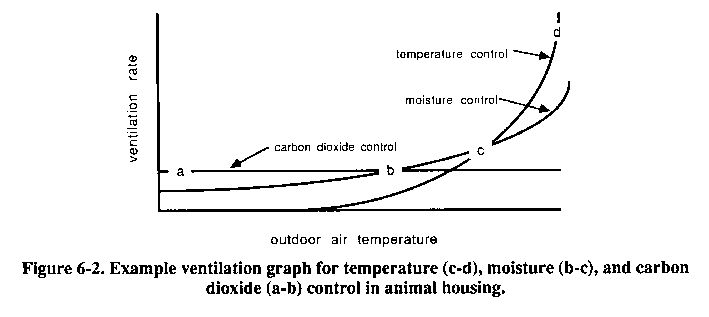 d
temperature control
moisture control
ventilation rate
carbon dioxide control
a
b
c
outdoor air temperature
Figure 6-2. Example ventilation graph for temperature (c-d), moisture (b-c), and carbon
dioxide (a-b) control in animal housing.